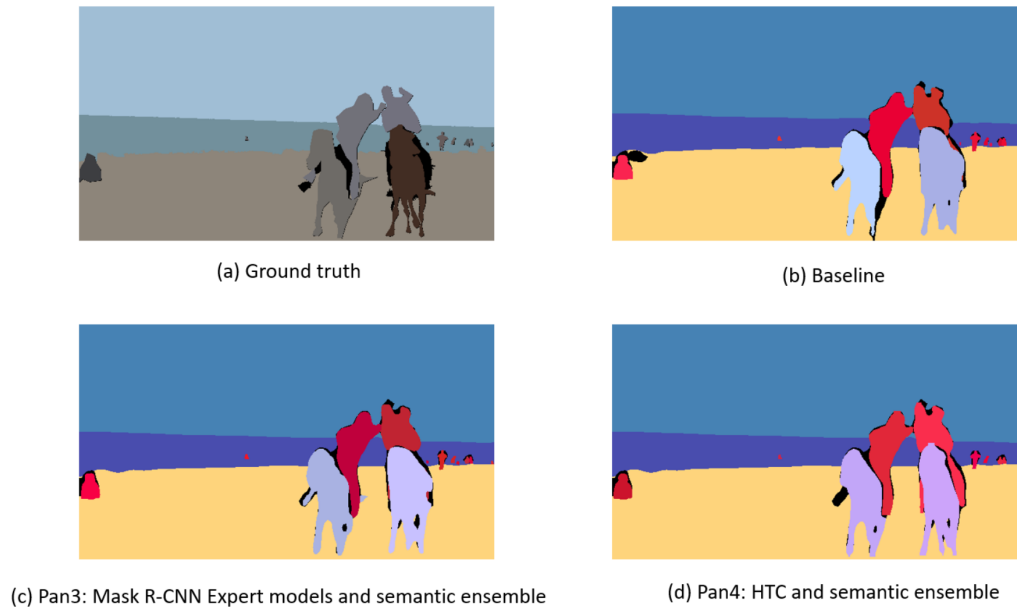 (a) Ground truth
(b) Baseline
(c) Pan3: Mask R-CNN Expert models and semantic ensemble
(d) Pan4: HTC and semantic ensemble